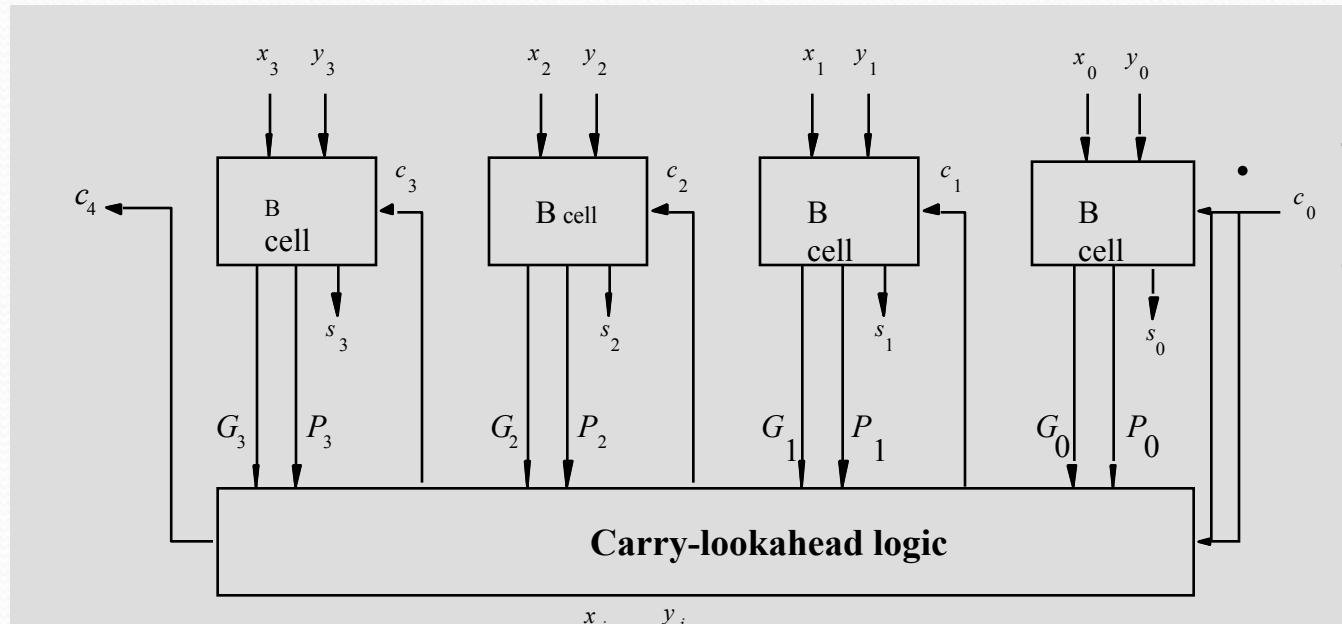 x3 y3 x2 y2 x1 y1 x0 y0
c3 c2 c1
c4 c0
B cell
B cell
B cell
B cell
s3 s2 s1 s0
G3 P3 G2 P2 G1 P1 G0 P0
Carry-lookahead logic
x y